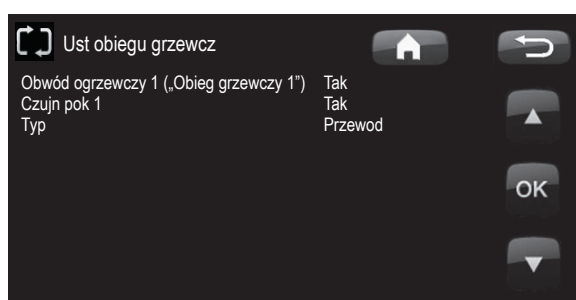 Ust obiegu grzewcz
Obwód ogrzewczy 1 („Obieg grzewczy 1”) Tak
Czujn pok 1 Tak
Typ Przewod
OK